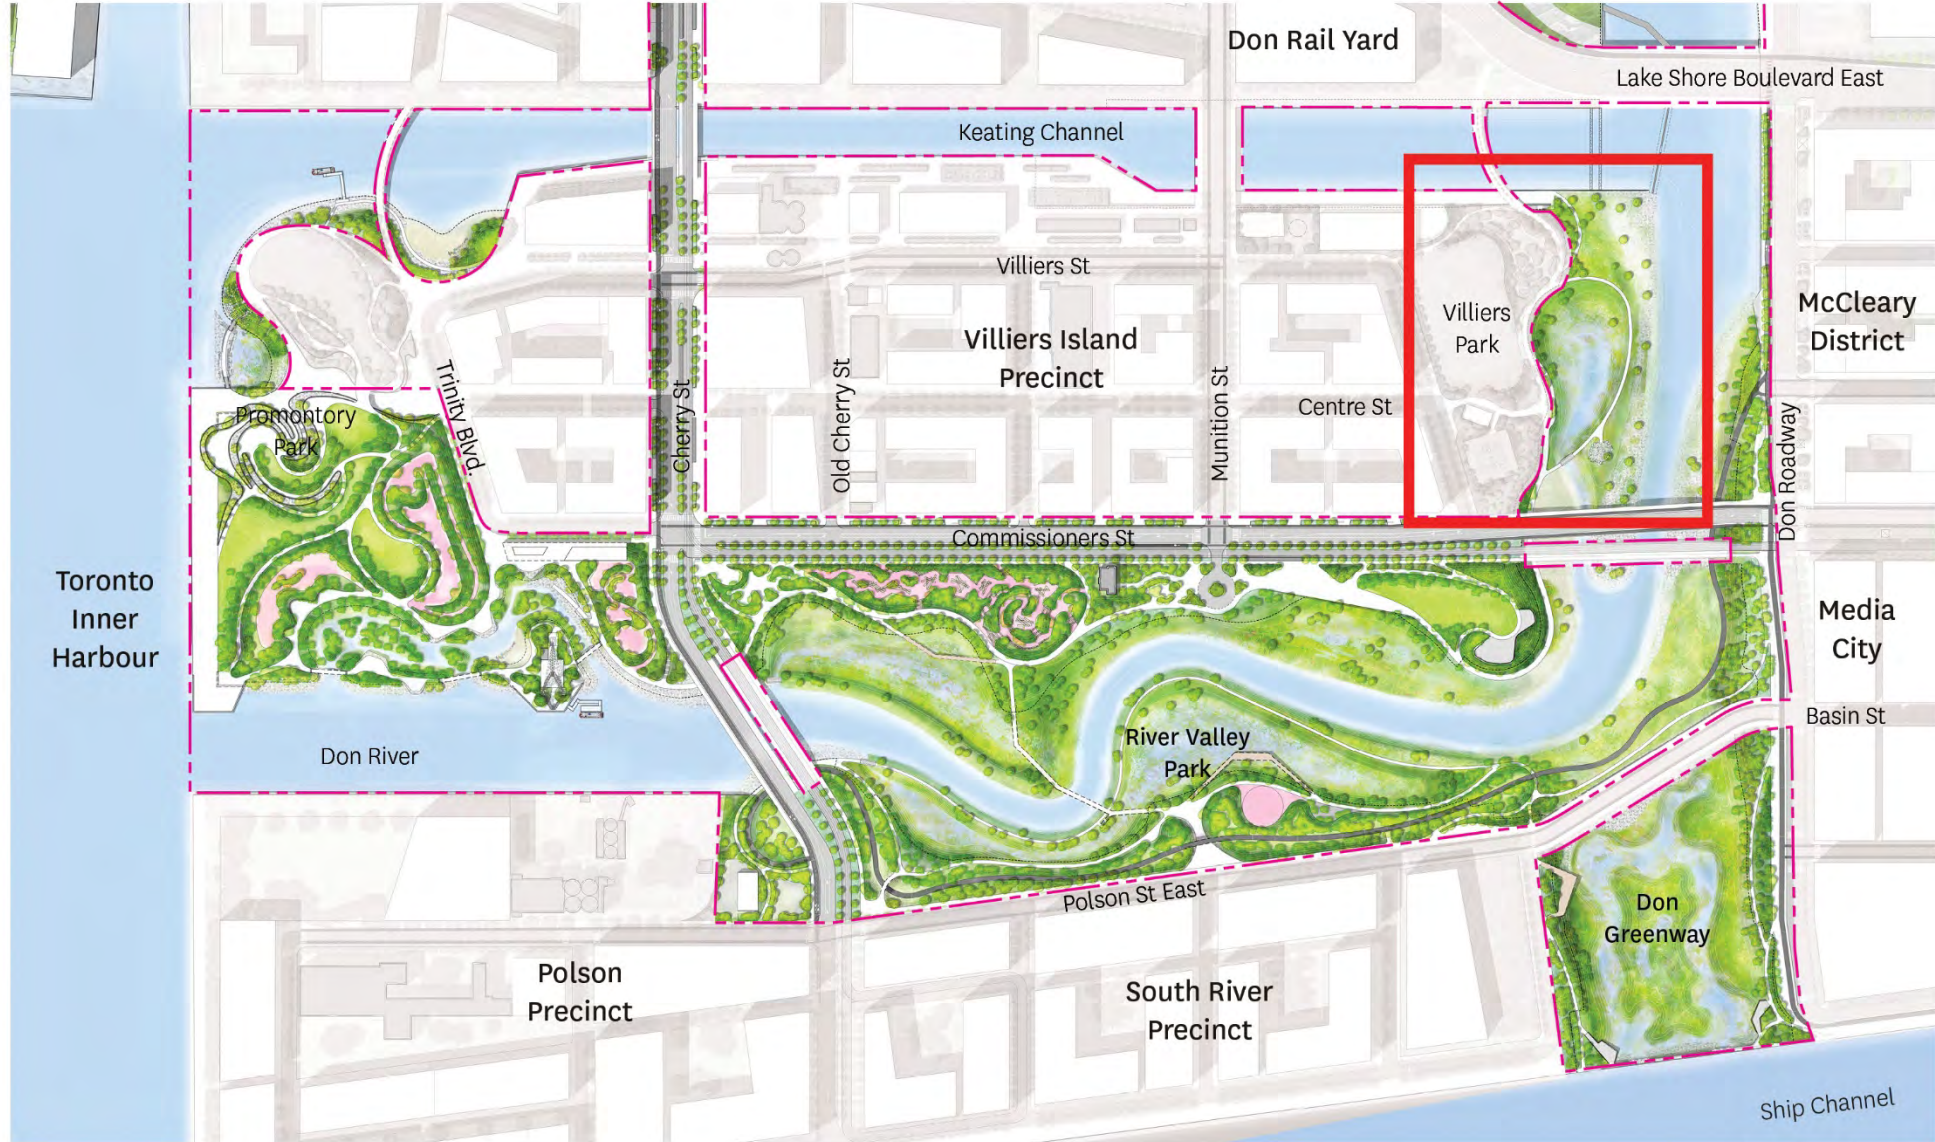 Don Rail Yard
Lake Shore Boulevard East
Keating Channel
Villiers St
Villiers Island
Precinct
Villiers
Park
McCleary
District
Promontory
Park
Trinity Blvd.
Cherry St
Old Cherry St
Munition St
Centre St
Don Roadway
Commissioners St
Toronto
Inner
Harbour
Media
City
Basin St
Don River
River Valley
Park
Polson St East
Don
Greenway
Polson
Precinct
South River
Precinct
Ship Channel